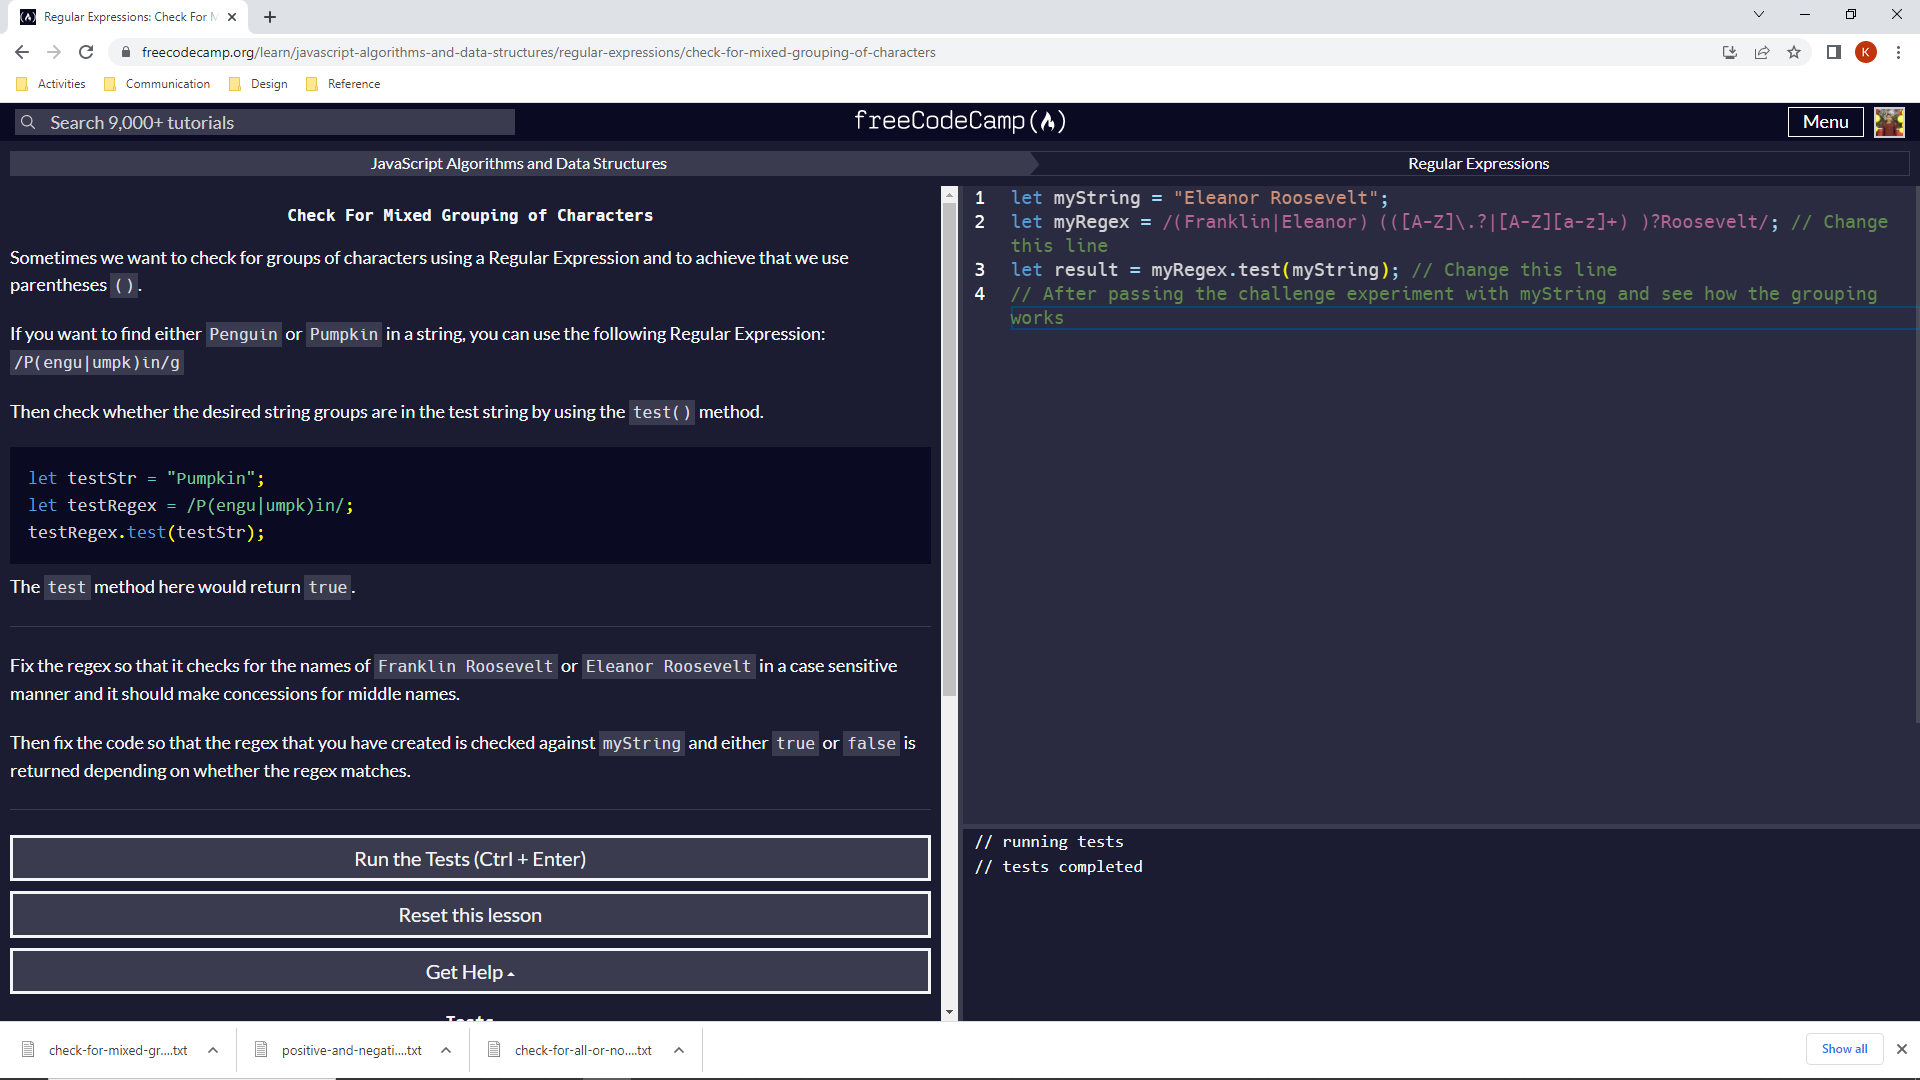 Regular Expressions: Check For M
freecodecamp.org/learn/javascript-algorithms-and-data-structures/regular-expressions/check-for-mixed-grouping-of-characters
K
Activities
Communication
Design
Reference
Search 9,000+ tutorials
freeCodeCamp
Menu
JavaScript Algorithms and Data Structures
Regular Expressions
Check For Mixed Grouping of Characters
Sometimes we want to check for groups of characters using a Regular Expression and to achieve that we use
parentheses ().
If you want to find either Penguin or Pumpkin in a string, you can use the following Regular Expression:
/P(engu|umpk)in/g
Then check whether the desired string groups are in the test string by using the test() method.
let testStr = "Pumpkin";
let testRegex = /P(engu|umpk)in/;
testRegex.test(testStr);
The test method here would return true.
Fix the regex so that it checks for the names of Franklin Roosevelt or Eleanor Roosevelt in a case sensitive
manner and it should make concessions for middle names.
Then fix the code so that the regex that you have created is checked against myString and either true or false is
returned depending on whether the regex matches.
Run the Tests (Ctrl + Enter)
Reset this lesson
Get Help
Tests
1 let myString = "Eleanor Roosevelt";
2 let myRegex = /(Franklin|Eleanor) (([A-Z]\.?|[A-Z][a-z]+) )?Roosevelt/; // Change
this line
3 let result = myRegex.test(myString); // Change this line
4 // After passing the challenge experiment with myString and see how the grouping
works
// running tests
// tests completed
check-for-mixed-gr....txt
positive-and-negati....txt
check-for-all-or-no....txt
Show all